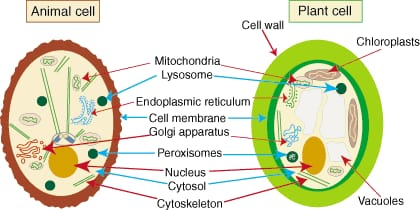 Animal cell
Plant cell
Cell wall
Chloroplasts
Mitochondria
Lysosome
Endoplasmic reticulum
Cell membrane
Golgi apparatus
Peroxisomes
Nucleus
Cytosol
Cytoskeleton
Vacuoles